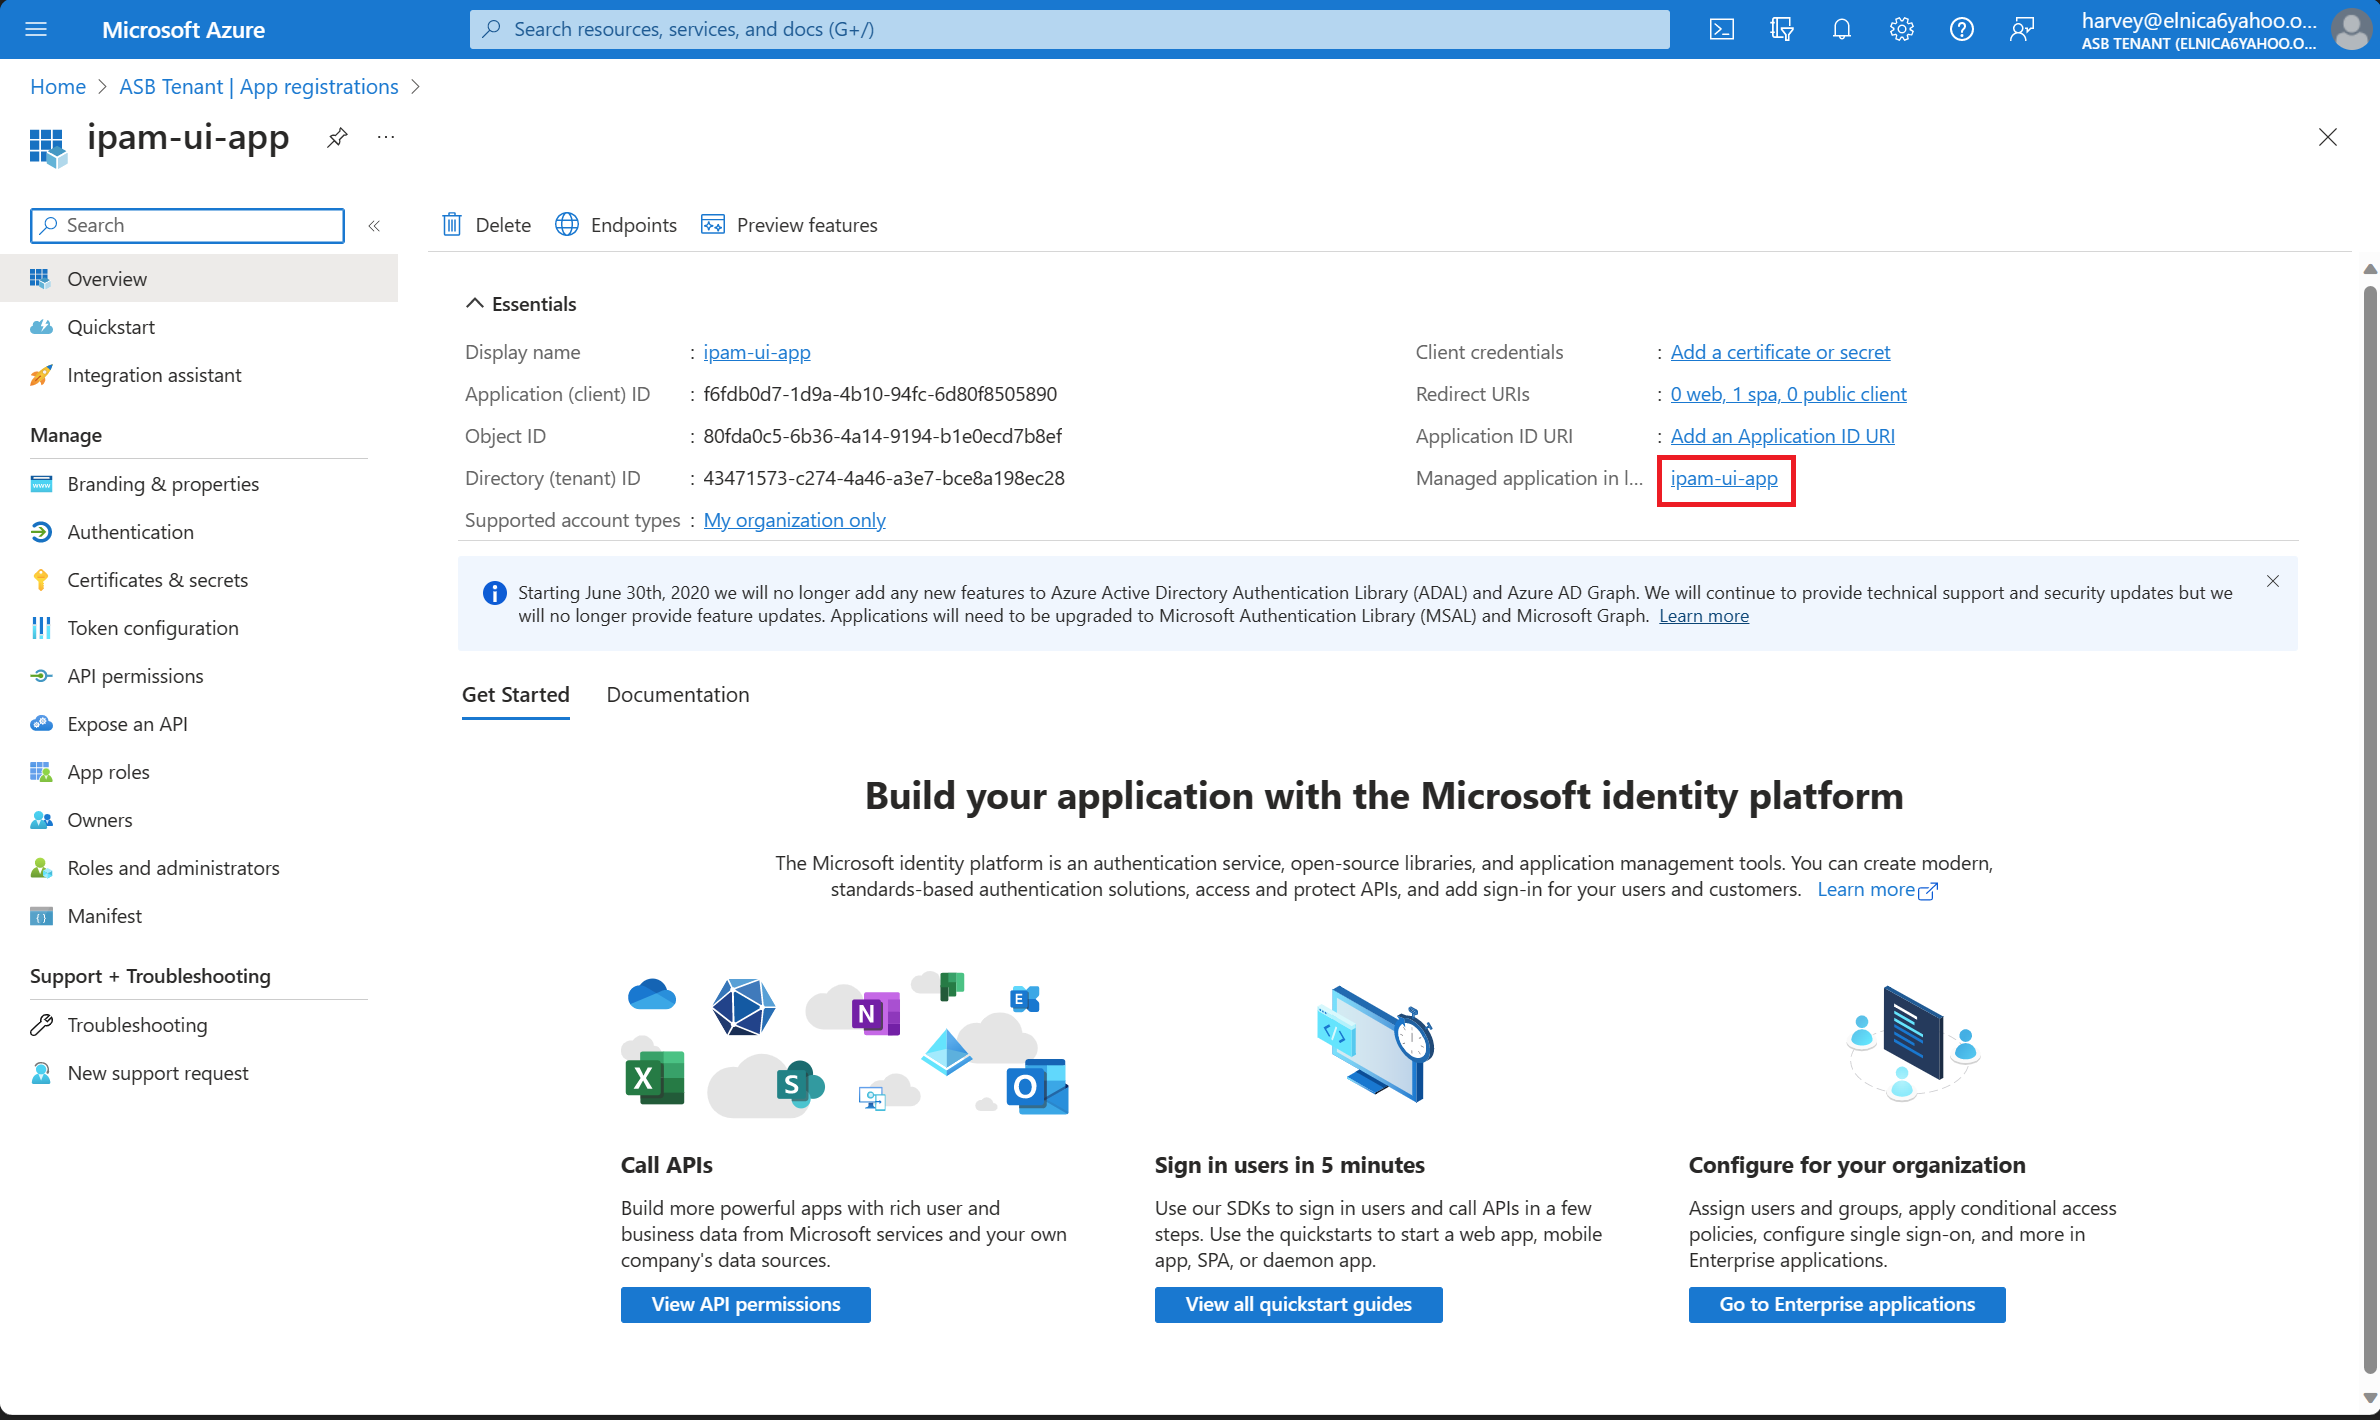 Microsoft Azure
Search resources, services, and docs (G+/)
harvey@elnica6yahoo.o...
ASB TENANT (ELNICA6YAHOO.O...
Home > ASB Tenant | App registrations >
ipam-ui-app
...
Search
«
Overview
Quickstart
Integration assistant
Manage
Branding & properties
Authentication
Certificates & secrets
Token configuration
API permissions
Expose an API
App roles
Owners
Roles and administrators
Manifest
Support + Troubleshooting
Troubleshooting
New support request
Delete
Endpoints
Preview features
Essentials
Display name : ipam-ui-app
Application (client) ID : f6fdb0d7-1d9a-4b10-94fc-6d80f8505890
Object ID : 80fda0c5-6b36-4a14-9194-b1e0ecd7b8ef
Directory (tenant) ID : 43471573-c274-4a46-a3e7-bce8a198ec28
Supported account types : My organization only
Client credentials : Add a certificate or secret
Redirect URIs : 0 web, 1 spa, 0 public client
Application ID URI : Add an Application ID URI
Managed application in l... ipam-ui-app
Starting June 30th, 2020 we will no longer add any new features to Azure Active Directory Authentication Library (ADAL) and Azure AD Graph. We will continue to provide technical support and security updates but we
will no longer provide feature updates. Applications will need to be upgraded to Microsoft Authentication Library (MSAL) and Microsoft Graph. Learn more
Get Started
Documentation
Build your application with the Microsoft identity platform
The Microsoft identity platform is an authentication service, open-source libraries, and application management tools. You can create modern,
standards-based authentication solutions, access and protect APIs, and add sign-in for your users and customers. Learn more
N
E
X
S
O
Call APIs
Build more powerful apps with rich user and
business data from Microsoft services and your own
company's data sources.
View API permissions
Sign in users in 5 minutes
Use our SDKs to sign in users and call APIs in a few
steps. Use the quickstarts to start a web app, mobile
app, SPA, or daemon app.
View all quickstart guides
Configure for your organization
Assign users and groups, apply conditional access
policies, configure single sign-on, and more in
Enterprise applications.
Go to Enterprise applications